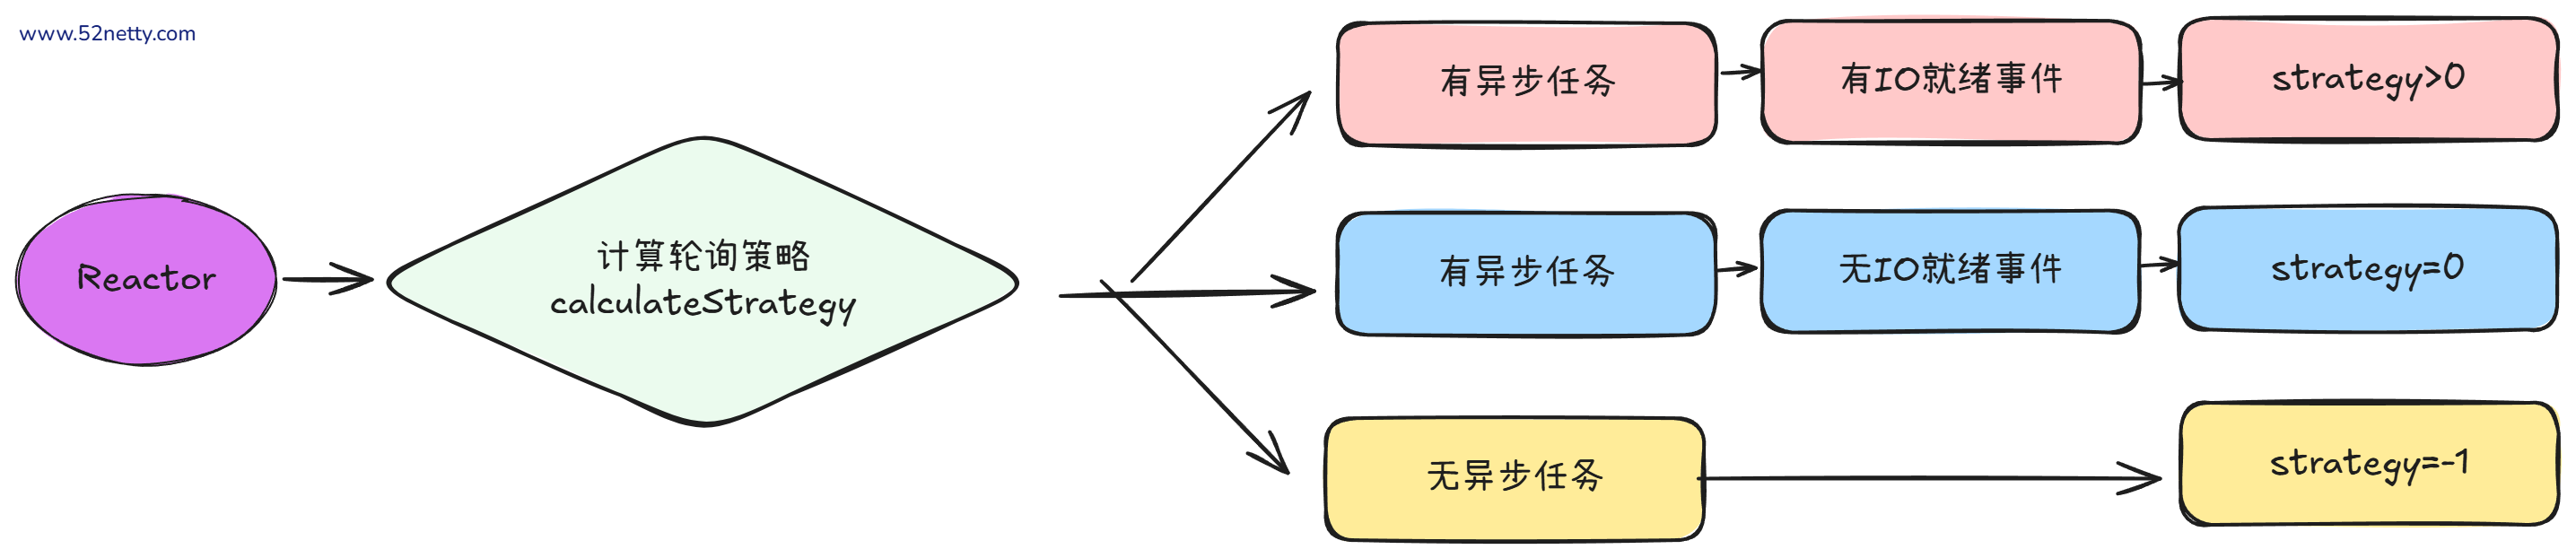 www.52netty.com
Reactor
计算轮询策略
calculateStrategy
有异步任务
有IO就绪事件
strategy>0
有异步任务
无IO就绪事件
strategy=0
无异步任务
strategy=-1